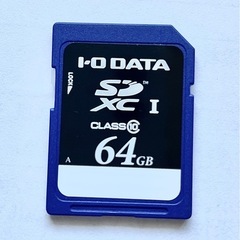 LOCK
I-O DATA
SD XC I
CLASS 10
A
64GB